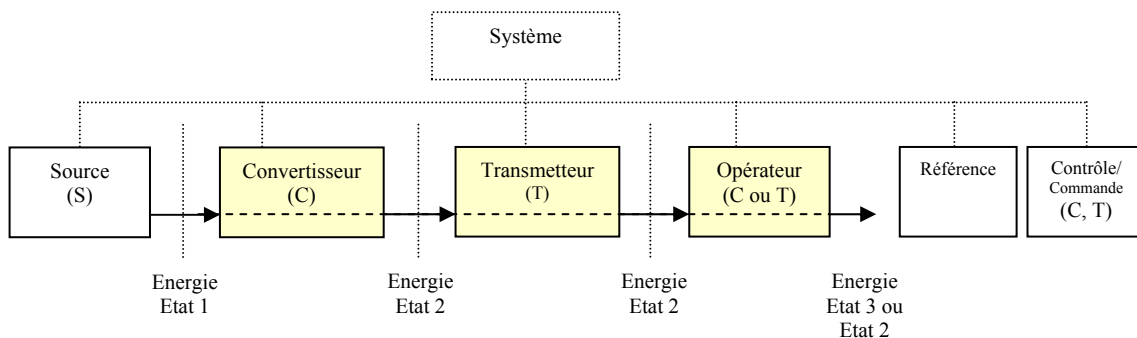 Système
Source
(S)
Convertisseur
(C)
Transmetteur
(T)
Opérateur
(C ou T)
Référence
Contrôle/
Commande
(C, T)
Energie
Etat 1
Energie
Etat 2
Energie
Etat 2
Energie
Etat 3 ou
Etat 2